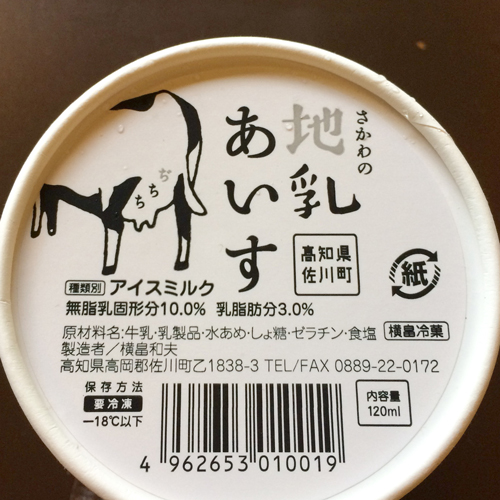 さかわの
地乳
あいす
ぢ
ちち
高知県
佐川町
紙
種類別 アイスミルク
無脂乳固形分10.0% 乳脂肪分3.0%
原材料名:牛乳・乳製品・水あめ・しょ糖・ゼラチン・食塩 横畠冷菓
製造者/横畠和夫
高知県高岡郡佐川町乙1838-3 TEL/FAX 0889-22-0172
保存方法
要冷凍
-18℃以下
内容量
120ml
4 962653 010019